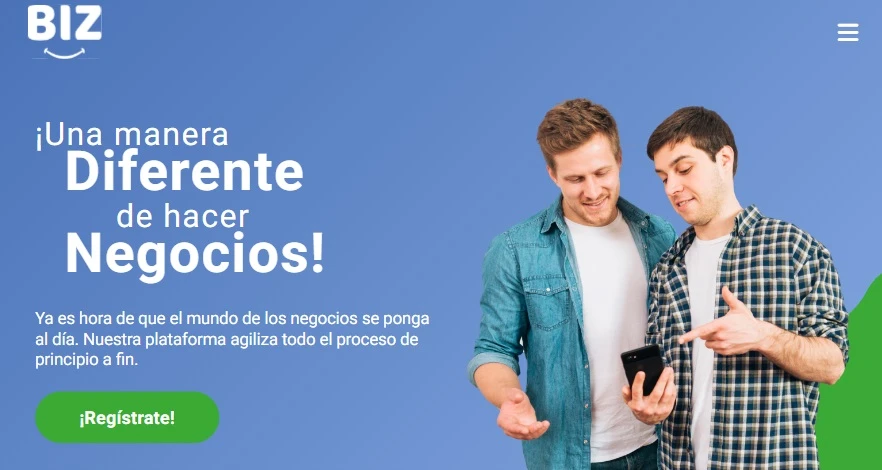 BIZ
¡Una manera
Diferente
de hacer
Negocios!
Ya es hora de que el mundo de los negocios se ponga
al día. Nuestra plataforma agiliza todo el proceso de
principio a fin.
¡Regístrate!